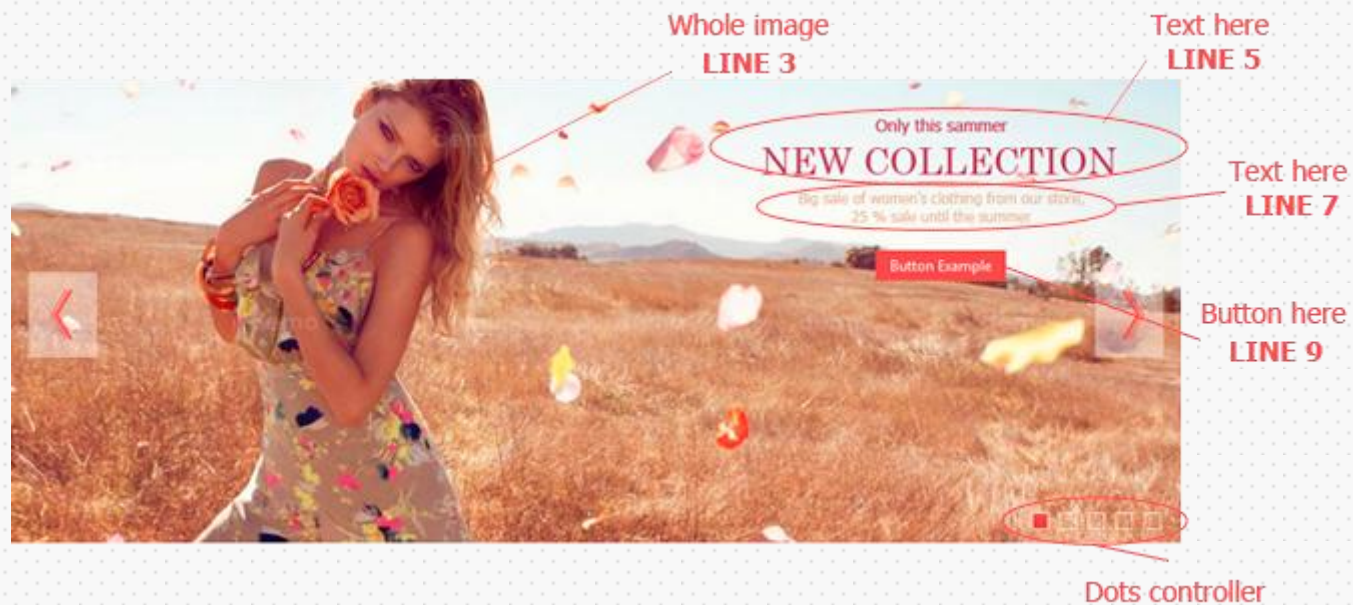 Whole image
LINE 3
Text here
LINE 5
Only this sammer
NEW COLLECTION
Big sale of women's clothing from our store,
25 % sale until the summer
Text here
LINE 7
Button Example
Button here
LINE 9
Dots controller